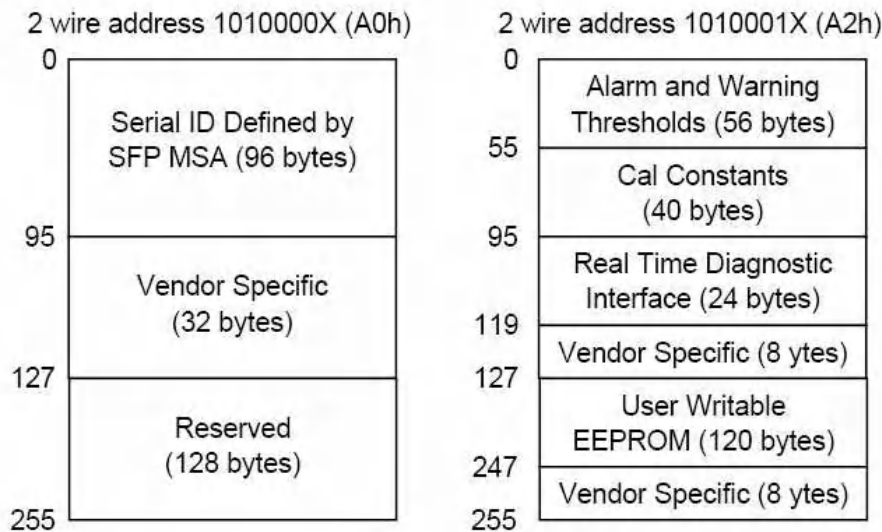 2 wire address 1010000X (A0h)
0
Serial ID Defined by
SFP MSA (96 bytes)
95
Vendor Specific
(32 bytes)
127
Reserved
(128 bytes)
255
2 wire address 1010001X (A2h)
0
Alarm and Warning
Thresholds (56 bytes)
55
Cal Constants
(40 bytes)
95
Real Time Diagnostic
Interface (24 bytes)
119
Vendor Specific (8 ytes)
127
User Writable
EEPROM (120 bytes)
247
Vendor Specific (8 ytes)
255